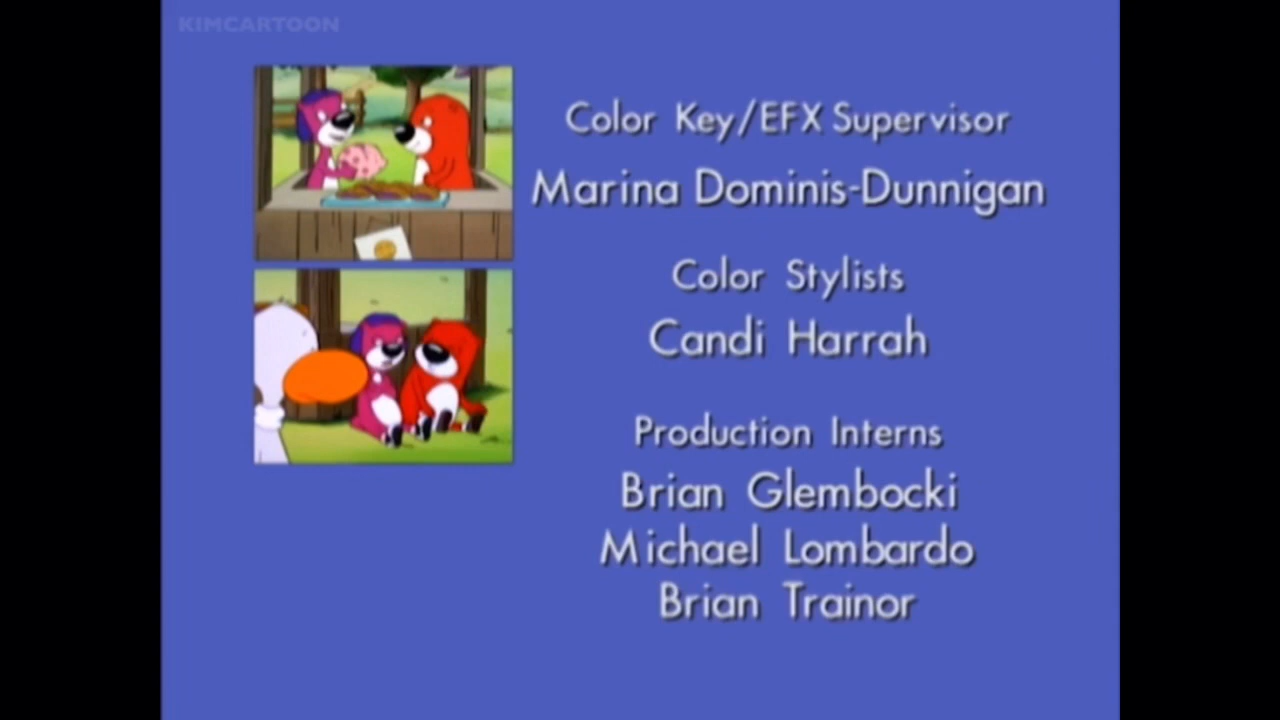 KIMCARTOON
Color Key/EFX Supervisor
Marina Dominis-Dunnigan
Color Stylists
Candi Harrah
Production Interns
Brian Glembocki
Michael Lombardo
Brian Trainor